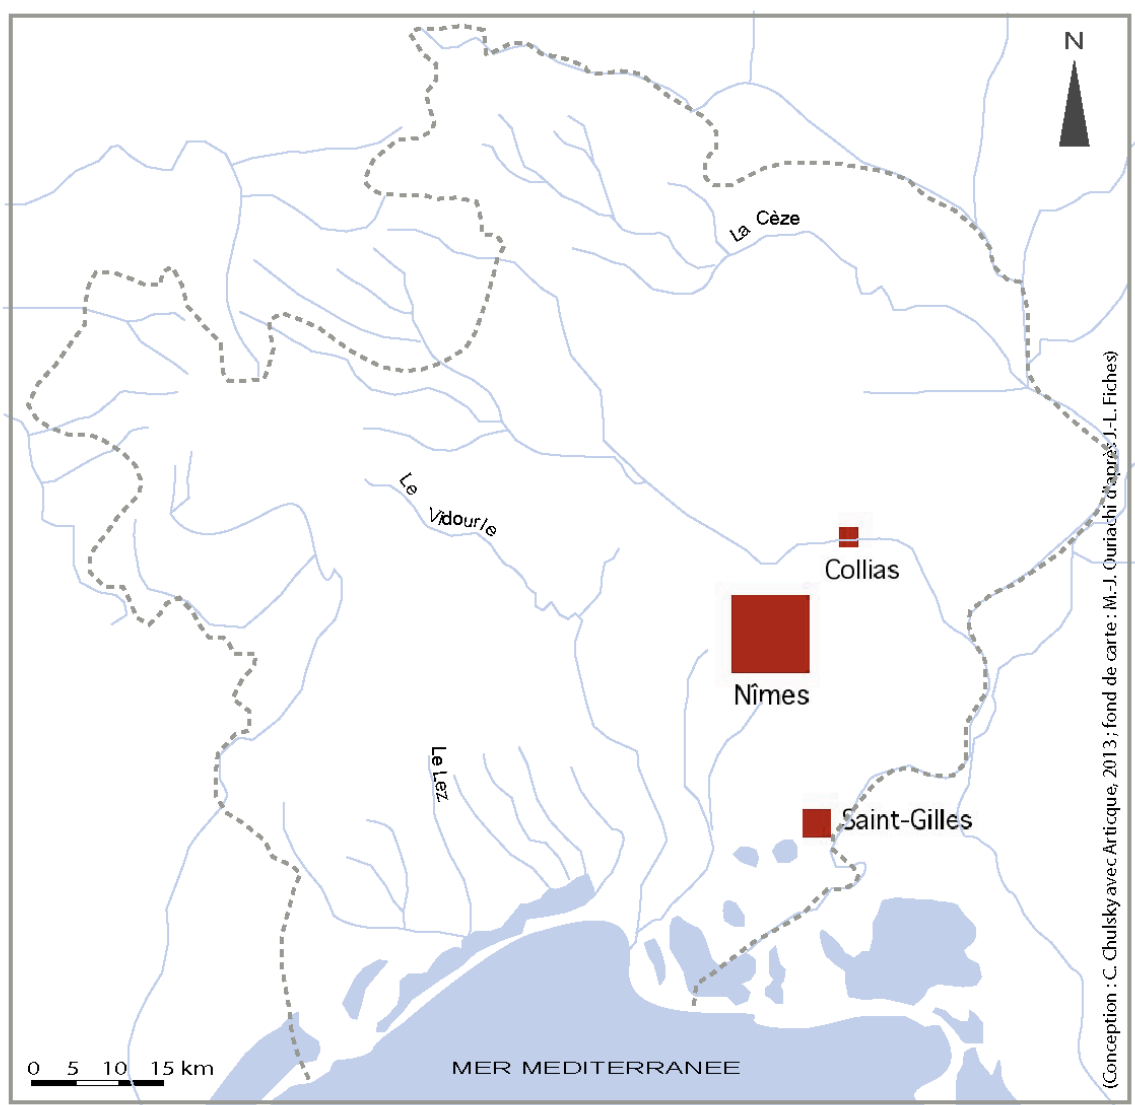 N
La Cèze
Le Vidourle
Collias
Nîmes
Le Lez
Saint-Gilles
0 5 10 15 km
MER MEDITERRANEE
(Conception : C. Chulsky avec Articque, 2013 ; fond de carte : M.-J. Ouriachi d'après J.-L. Fiches)